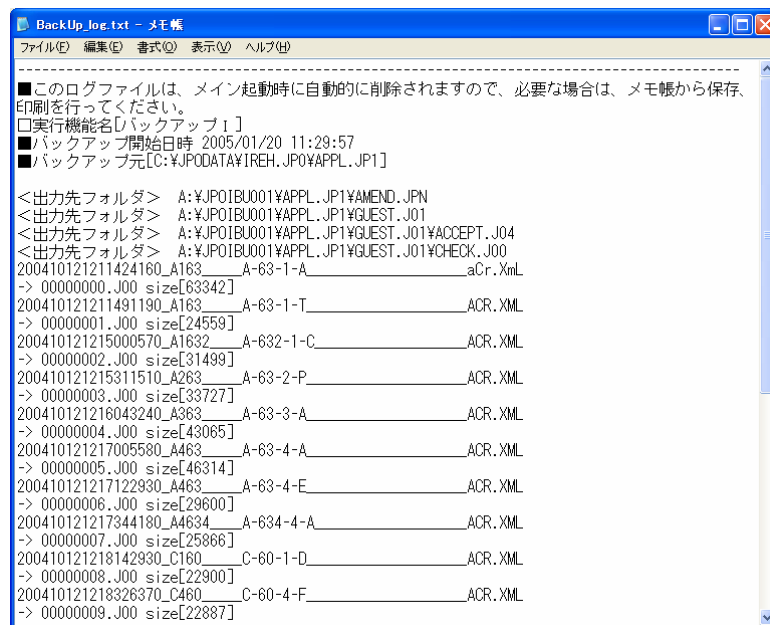 BackUp_log.txt - メモ帳
ファイル(F) 編集(E) 書式(O) 表示(V) ヘルプ(H)
--------------------------------------------------------------------------------
■このログファイルは、メイン起動時に自動的に削除されますので、必要な場合は、メモ帳から保存、
印刷を行ってください。
□実行機能名[バックアップⅠ]
■バックアップ開始日時 2005/01/20 11:29:57
■バックアップ元[C:¥JPODATA¥IREH.JP0¥APPL.JP1]
<出力先フォルダ> A:¥JPOIBU001¥APPL.JP1¥AMEND.JPN
<出力先フォルダ> A:¥JPOIBU001¥APPL.JP1¥GUEST.J01
<出力先フォルダ> A:¥JPOIBU001¥APPL.JP1¥GUEST.J01¥ACCEPT.J04
<出力先フォルダ> A:¥JPOIBU001¥APPL.JP1¥GUEST.J01¥CHECK.J00
200410121211424160_A163_____A-63-1-A____________________aCr.XmL
-> 00000000.J00 size[63342]
200410121211491190_A163_____A-63-1-T____________________ACR.XML
-> 00000001.J00 size[24559]
200410121215000570_A1632____A-632-1-C___________________ACR.XML
-> 00000002.J00 size[31499]
200410121215311510_A263_____A-63-2-P____________________ACR.XML
-> 00000003.J00 size[33727]
200410121216043240_A363_____A-63-3-A____________________ACR.XML
-> 00000004.J00 size[43065]
200410121217005580_A463_____A-63-4-A____________________ACR.XML
-> 00000005.J00 size[46314]
200410121217122930_A463_____A-63-4-E____________________ACR.XML
-> 00000006.J00 size[29600]
200410121217344180_A4634____A-634-4-A___________________ACR.XML
-> 00000007.J00 size[25866]
200410121218142930_C160_____C-60-1-D____________________ACR.XML
-> 00000008.J00 size[22900]
200410121218326370_C460_____C-60-4-F____________________ACR.XML
-> 00000009.J00 size[22887]